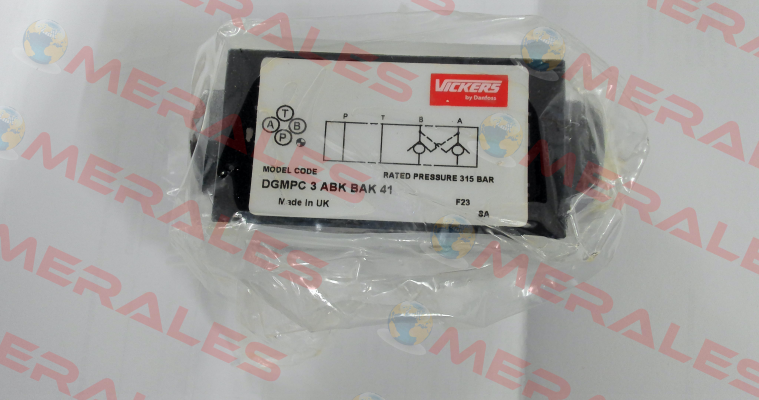 VICKERS
by Danfoss
T
A B
P
P T B A
MODEL CODE
RATED PRESSURE 315 BAR
DGMPC 3 ABK BAK 41
Made In UK
F23
SA
MERALES
MERALES
MERALES
MERALES
MERALES
MERALES